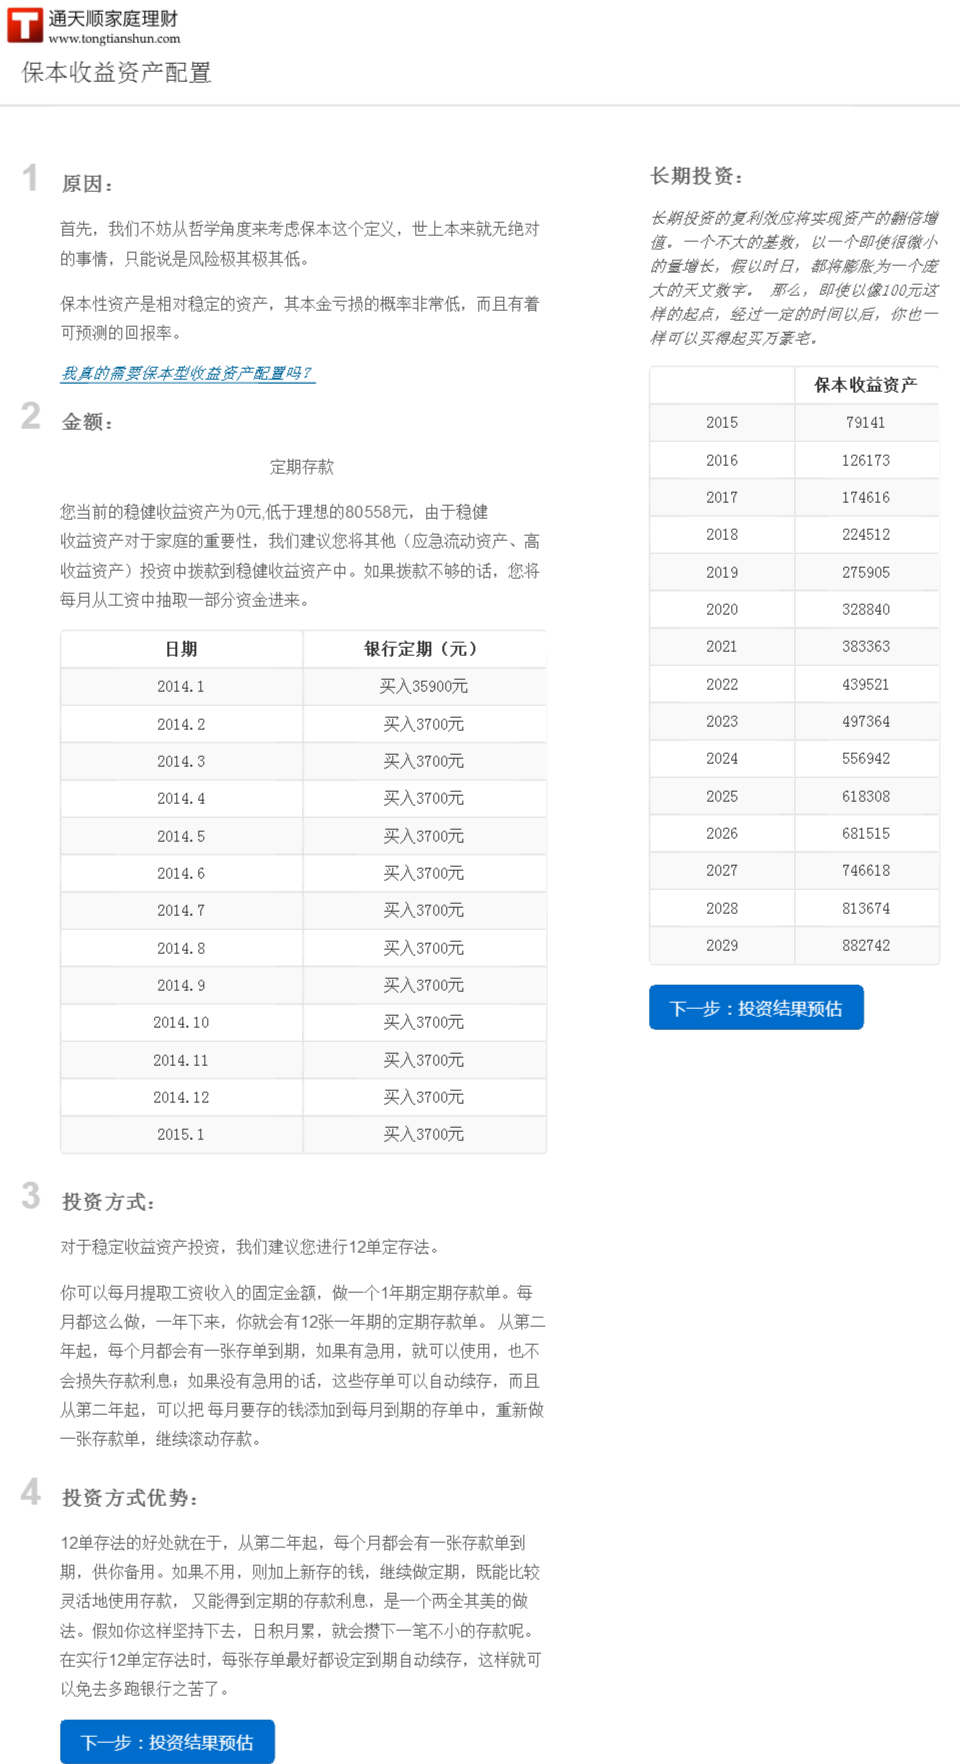 通天顺家庭理财
www.tongtianshun.com
保本收益资产配置
1 原因：
首先，我们不妨从哲学角度来考虑保本这个定义，世上本来就无绝对
的事情，只能说是风险极其极其低。
保本性资产是相对稳定的资产，其本金亏损的概率非常低，而且有着
可预测的回报率。
我真的需要保本型收益资产配置吗？
2 金额：
定期存款
您当前的稳健收益资产为0元,低于理想的80558元，由于稳健
收益资产对于家庭的重要性，我们建议您将其他（应急流动资产、高
收益资产）投资中拨款到稳健收益资产中。如果拨款不够的话，您将
每月从工资中抽取一部分资金进来。
日期 银行定期（元）
2014.1 买入35900元
2014.2 买入3700元
2014.3 买入3700元
2014.4 买入3700元
2014.5 买入3700元
2014.6 买入3700元
2014.7 买入3700元
2014.8 买入3700元
2014.9 买入3700元
2014.10 买入3700元
2014.11 买入3700元
2014.12 买入3700元
2015.1 买入3700元
3 投资方式：
对于稳定收益资产投资，我们建议您进行12单定存法。
你可以每月提取工资收入的固定金额，做一个1年期定期存款单。每
月都这么做，一年下来，你就会有12张一年期的定期存款单。 从第二
年起，每个月都会有一张存单到期，如果有急用，就可以使用，也不
会损失存款利息；如果没有急用的话，这些存单可以自动续存，而且
从第二年起，可以把 每月要存的钱添加到每月到期的存单中，重新做
一张存款单，继续滚动存款。
4 投资方式优势：
12单存法的好处就在于，从第二年起，每个月都会有一张存款单到
期，供你备用。如果不用，则加上新存的钱，继续做定期，既能比较
灵活地使用存款， 又能得到定期的存款利息，是一个两全其美的做
法。假如你这样坚持下去，日积月累，就会攒下一笔不小的存款呢。
在实行12单定存法时，每张存单最好都设定到期自动续存，这样就可
以免去多跑银行之苦了。
下一步：投资结果预估
长期投资：
长期投资的复利效应将实现资产的翻倍增
值。一个不大的基数，以一个即使很微小
的量增长，假以时日，都将膨胀为一个庞
大的天文数字。 那么，即使以像100元这
样的起点，经过一定的时间以后，你也一
样可以买得起买万豪宅。
保本收益资产
2015 79141
2016 126173
2017 174616
2018 224512
2019 275905
2020 328840
2021 383363
2022 439521
2023 497364
2024 556942
2025 618308
2026 681515
2027 746618
2028 813674
2029 882742
下一步：投资结果预估